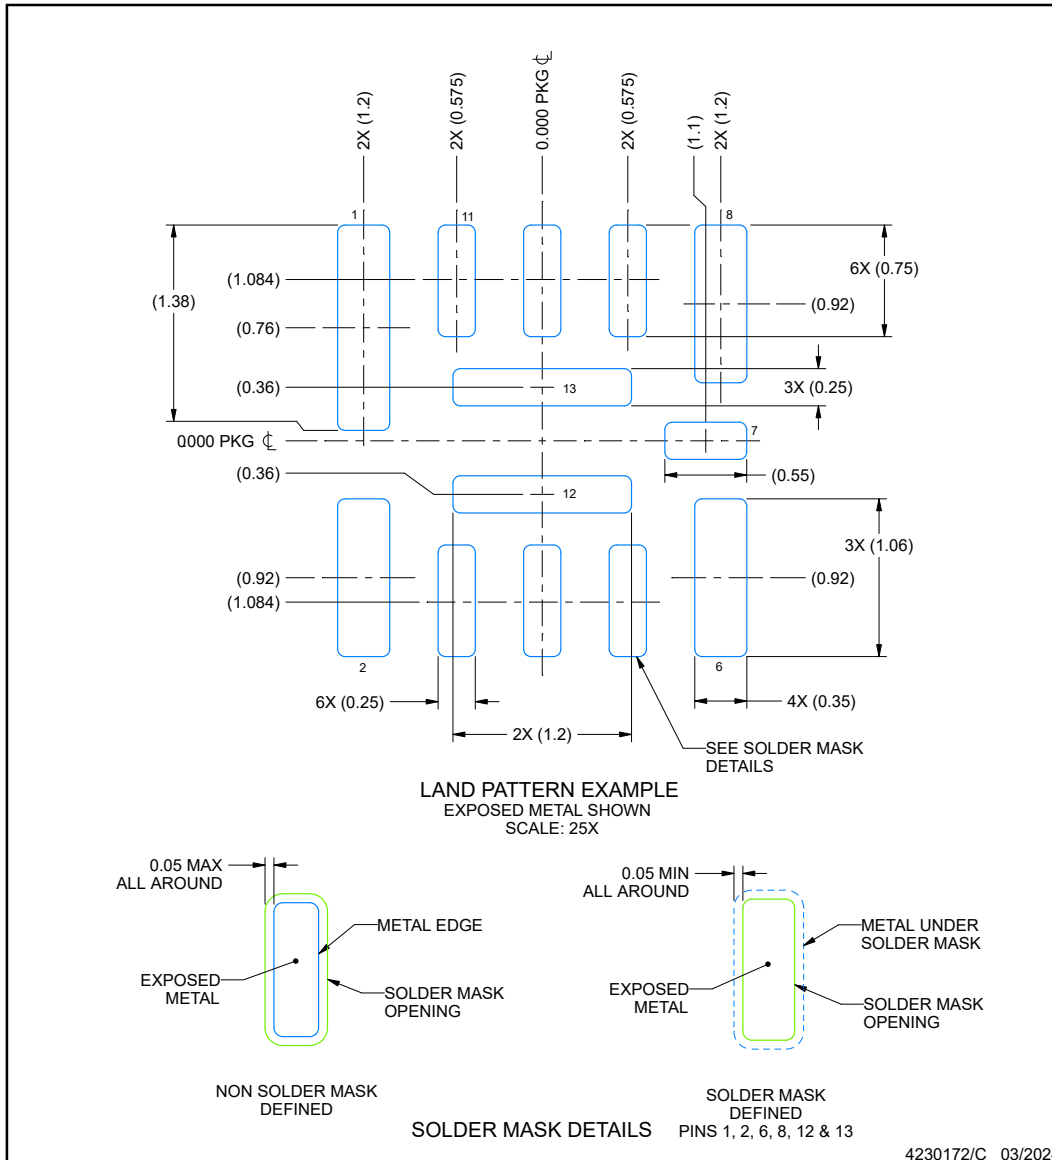 2X (1.2)
2X (0.575)
0.000 PKG ℄
2X (0.575)
(1.1)
2X (1.2)
1
11
8
6X (0.75)
(1.084)
(1.38)
(0.92)
(0.76)
(0.36)
13
3X (0.25)
7
0000 PKG ℄
(0.36)
(0.55)
12
3X (1.06)
(0.92)
(0.92)
(1.084)
2
6
6X (0.25)
4X (0.35)
2X (1.2)
SEE SOLDER MASK
DETAILS
LAND PATTERN EXAMPLE
EXPOSED METAL SHOWN
SCALE: 25X
0.05 MAX
ALL AROUND
METAL EDGE
EXPOSED
METAL
SOLDER MASK
OPENING
NON SOLDER MASK
DEFINED
0.05 MIN
ALL AROUND
METAL UNDER
SOLDER MASK
EXPOSED
METAL
SOLDER MASK
OPENING
SOLDER MASK
DEFINED
PINS 1, 2, 6, 8, 12 & 13
SOLDER MASK DETAILS
4230172/C